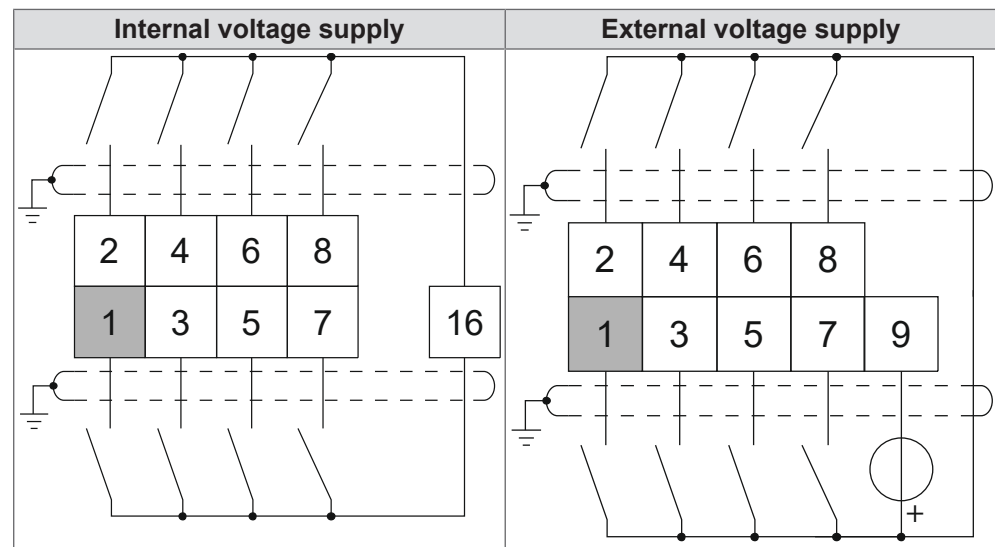 Internal voltage supply
External voltage supply
2 4 6 8
1 3 5 7 16
2 4 6 8
1 3 5 7 9
+